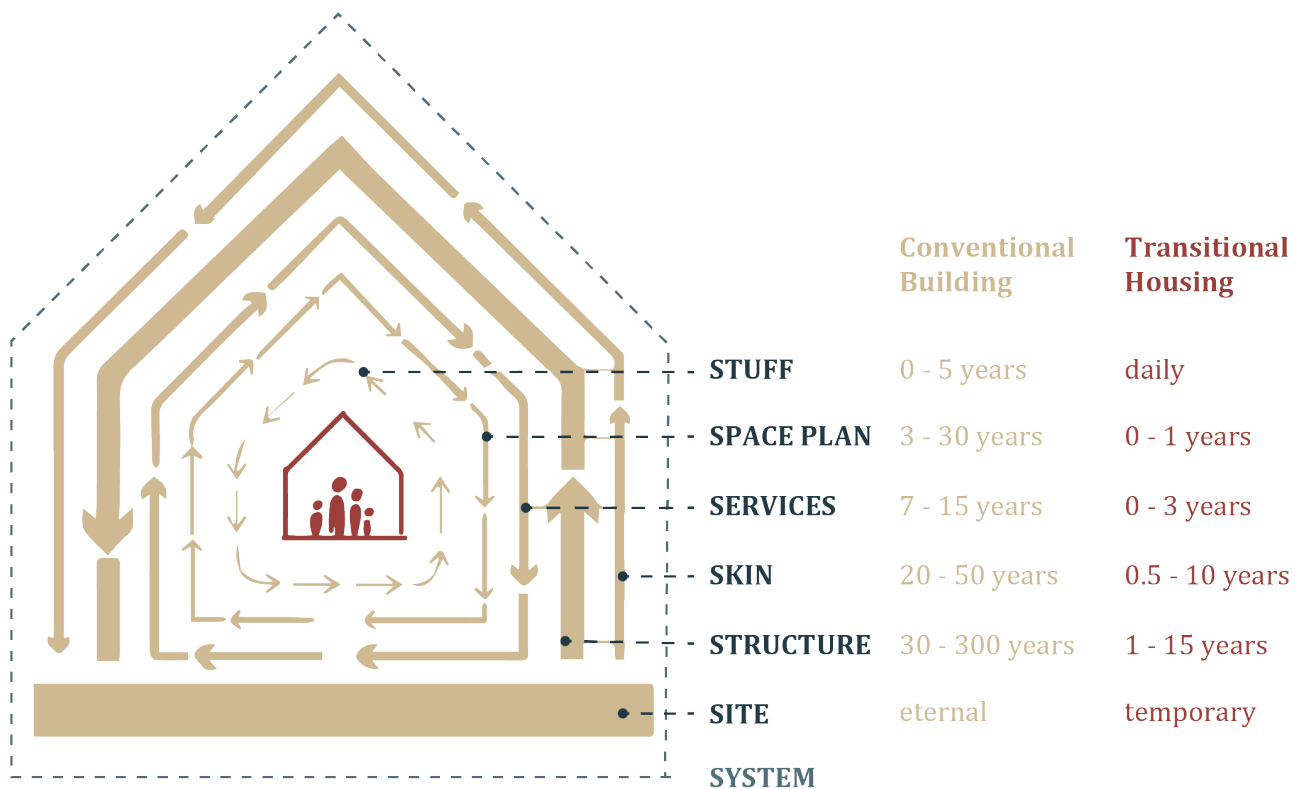 Conventional Transitional
Building Housing
STUFF 0 - 5 years daily
SPACE PLAN 3 - 30 years 0 - 1 years
SERVICES 7 - 15 years 0 - 3 years
SKIN 20 - 50 years 0.5 - 10 years
STRUCTURE 30 - 300 years 1 - 15 years
SITE eternal temporary
SYSTEM